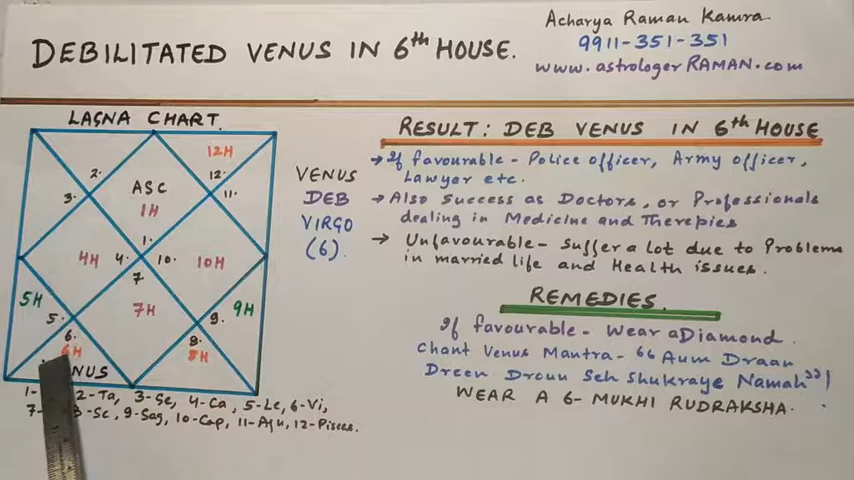 Acharya Raman Kamra
9911-351-351
www.astrologerRAMAN.com
DEBILITATED VENUS IN 6th HOUSE.
LAGNA CHART
12H
2.
12.
3.
ASC
11.
1H
1.
4H
4.
10.
10H
7
5H
7H
9H
5.
9.
6.
8.
6H
8H
NUS
1-
2-Ta, 3-Ge, 4-Ca, 5-Le, 6-Vi,
7-
Sc, 9-Sag, 10-Cap, 11-Aqu, 12-Pisces.
VENUS
DEB
VIRGO
(6)
RESULT: DEB VENUS IN 6th HOUSE
→ If favourable - Police officer, Army officer,
Lawyer etc.
→ Also Success as Doctors, or Professionals
dealing in Medicine and Therepies
→ Unfavourable - Suffer a lot due to Problems
in married life and Health issues.
REMEDIES.
If favourable - Wear a Diamond
Chant Venus Mantra - "Aum Draan
Dreen Droun Seh Shukraye Namah"
WEAR A 6-MUKHI RUDRAKSHA.